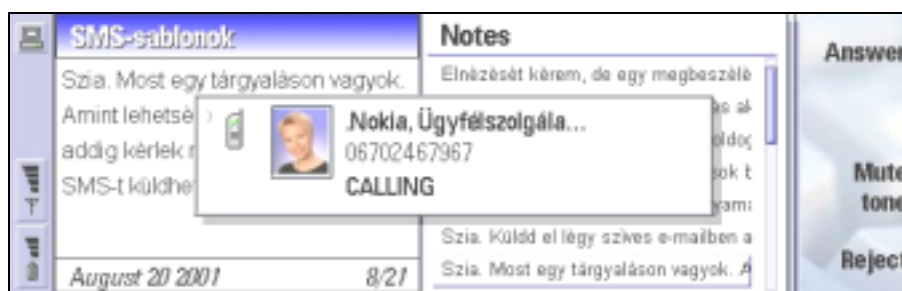 SMS-sablonok
Szia. Most egy tárgyaláson vagyok.
Amint lehetsé
addig kérlek
SMS-t küldhe
August 20 2001 8/21
Notes
Elnézését kérem, de egy megbeszélé
Szia. Küldd el légy szíves e-mailben a
Szia. Most egy tárgyaláson vagyok. A
.Nokia, Ügyfélszolgála...
06702467967
CALLING
Answer
Mute
tone
Reject